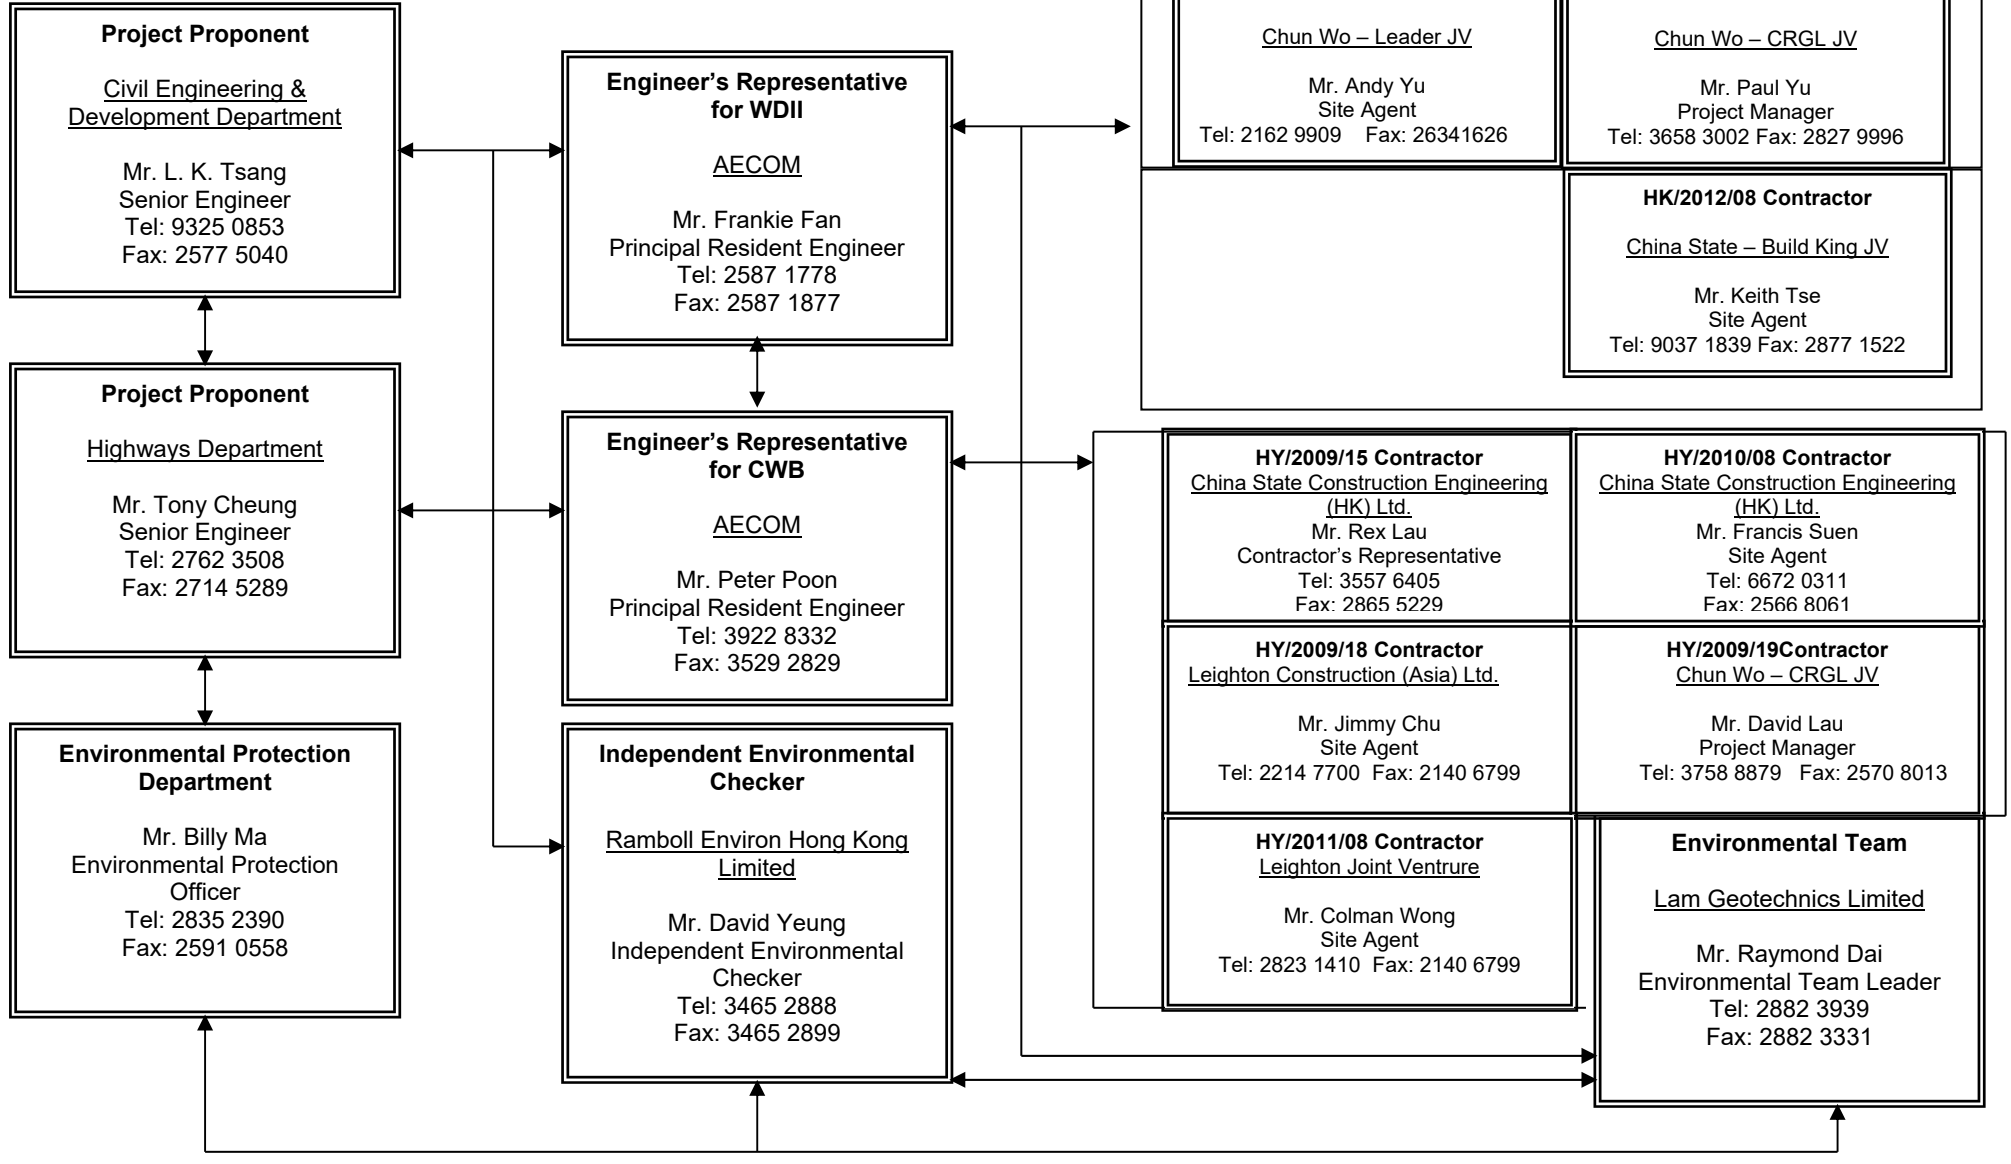 Project Proponent
Civil Engineering &
Development Department
Mr. L. K. Tsang
Senior Engineer
Tel: 9325 0853
Fax: 2577 5040
Project Proponent
Highways Department
Mr. Tony Cheung
Senior Engineer
Tel: 2762 3508
Fax: 2714 5289
Environmental Protection
Department
Mr. Billy Ma
Environmental Protection
Officer
Tel: 2835 2390
Fax: 2591 0558
Engineer’s Representative
for WDII
AECOM
Mr. Frankie Fan
Principal Resident Engineer
Tel: 2587 1778
Fax: 2587 1877
Engineer’s Representative
for CWB
AECOM
Mr. Peter Poon
Principal Resident Engineer
Tel: 3922 8332
Fax: 3529 2829
Independent Environmental
Checker
Ramboll Environ Hong Kong
Limited
Mr. David Yeung
Independent Environmental
Checker
Tel: 3465 2888
Fax: 3465 2899
Chun Wo – Leader JV
Mr. Andy Yu
Site Agent
Tel: 2162 9909 Fax: 26341626
Chun Wo – CRGL JV
Mr. Paul Yu
Project Manager
Tel: 3658 3002 Fax: 2827 9996
HK/2012/08 Contractor
China State – Build King JV
Mr. Keith Tse
Site Agent
Tel: 9037 1839 Fax: 2877 1522
HY/2009/15 Contractor
China State Construction Engineering
(HK) Ltd.
Mr. Rex Lau
Contractor’s Representative
Tel: 3557 6405
Fax: 2865 5229
HY/2010/08 Contractor
China State Construction Engineering
(HK) Ltd.
Mr. Francis Suen
Site Agent
Tel: 6672 0311
Fax: 2566 8061
HY/2009/18 Contractor
Leighton Construction (Asia) Ltd.
Mr. Jimmy Chu
Site Agent
Tel: 2214 7700 Fax: 2140 6799
HY/2009/19Contractor
Chun Wo – CRGL JV
Mr. David Lau
Project Manager
Tel: 3758 8879 Fax: 2570 8013
HY/2011/08 Contractor
Leighton Joint Ventrure
Mr. Colman Wong
Site Agent
Tel: 2823 1410 Fax: 2140 6799
Environmental Team
Lam Geotechnics Limited
Mr. Raymond Dai
Environmental Team Leader
Tel: 2882 3939
Fax: 2882 3331